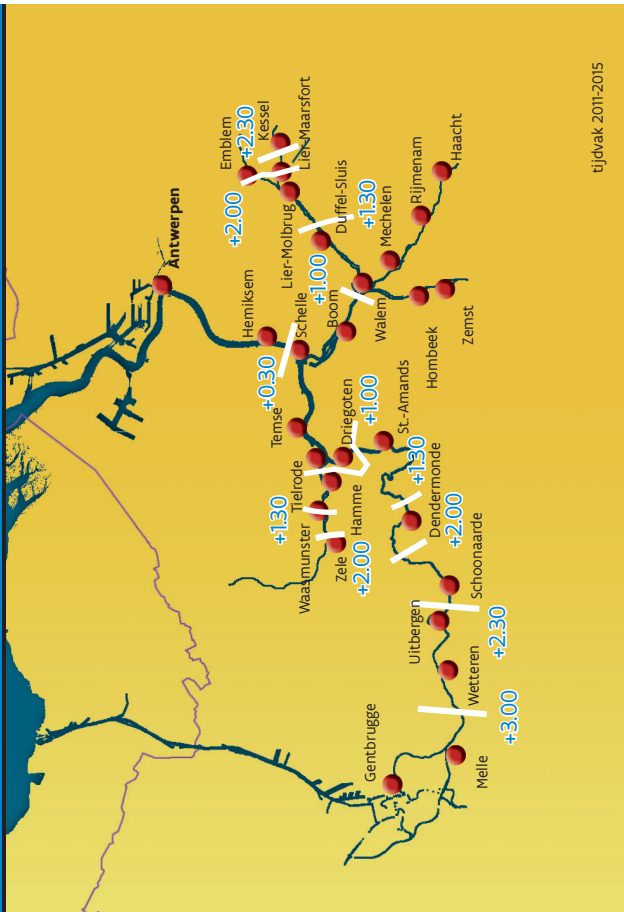 Antwerpen
Emblem
+2.30
Kessel
Lier-Maarsfort
+2.00
Lier-Molbrug
Duffel-Sluis
+1.30
Mechelen
Rijmenam
Haacht
Hemiksem
Schelle
+0.30
+1.00
Boom
Walem
Hombeek
Zemst
Temse
Tielrode
Driegoten
+1.00
St.-Amands
+1.30
Waasmunster
Hamme
Zele
+2.00
+1.30
Dendermonde
+2.00
Schoonaarde
Uitbergen
+2.30
Wetteren
+3.00
Gentbrugge
Melle
tijdvak 2011-2015